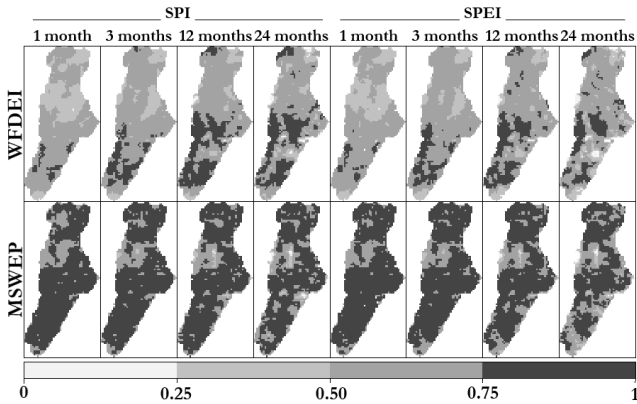 SPI SPEI
1 month 3 months 12 months 24 months 1 month 3 months 12 months 24 months
WFDEI
MSWEP
0 0.25 0.50 0.75 1